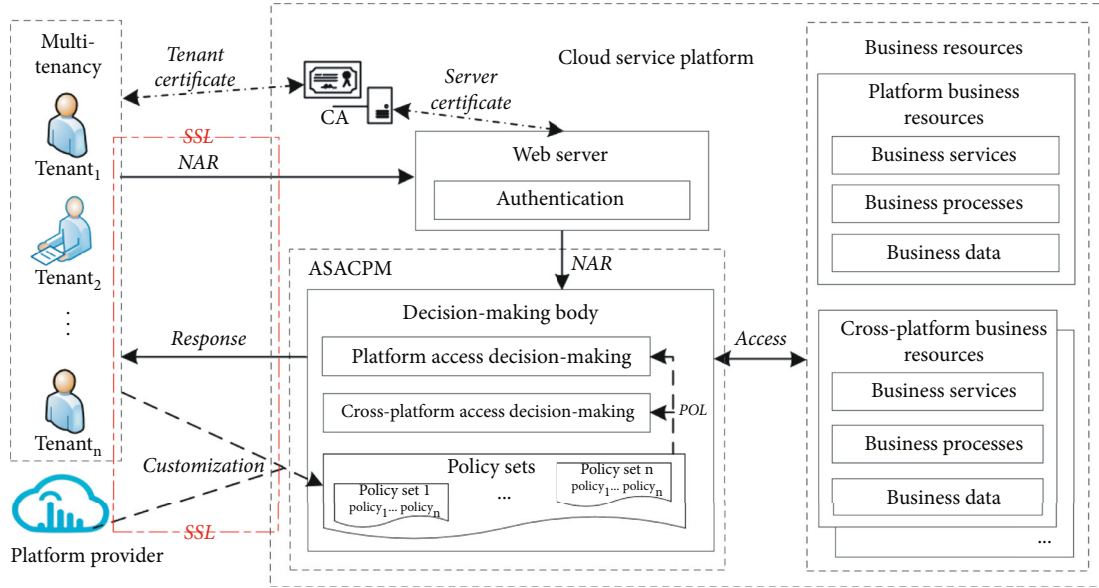 Multi-
tenancy
Tenant₁
Tenant₂
⋮
Tenantₙ
Platform provider
Tenant
certificate
CA
Server
certificate
SSL
NAR
Response
Customization
SSL
Cloud service platform
Web server
Authentication
NAR
ASACPM
Decision-making body
Platform access decision-making
Cross-platform access decision-making
POL
Policy sets
Policy set 1
policy₁... policyₙ
...
Policy set n
policy₁... policyₙ
Access
Business resources
Platform business
resources
Business services
Business processes
Business data
Cross-platform business
resources
Business services
Business processes
Business data
...